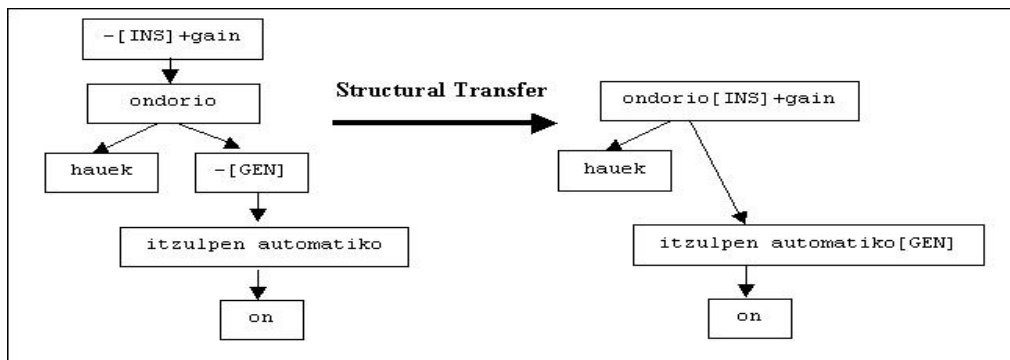 -[INS]+gain
ondorio
hauek
-[GEN]
itzulpen automatiko
on
Structural Transfer
ondorio[INS]+gain
hauek
itzulpen automatiko[GEN]
on